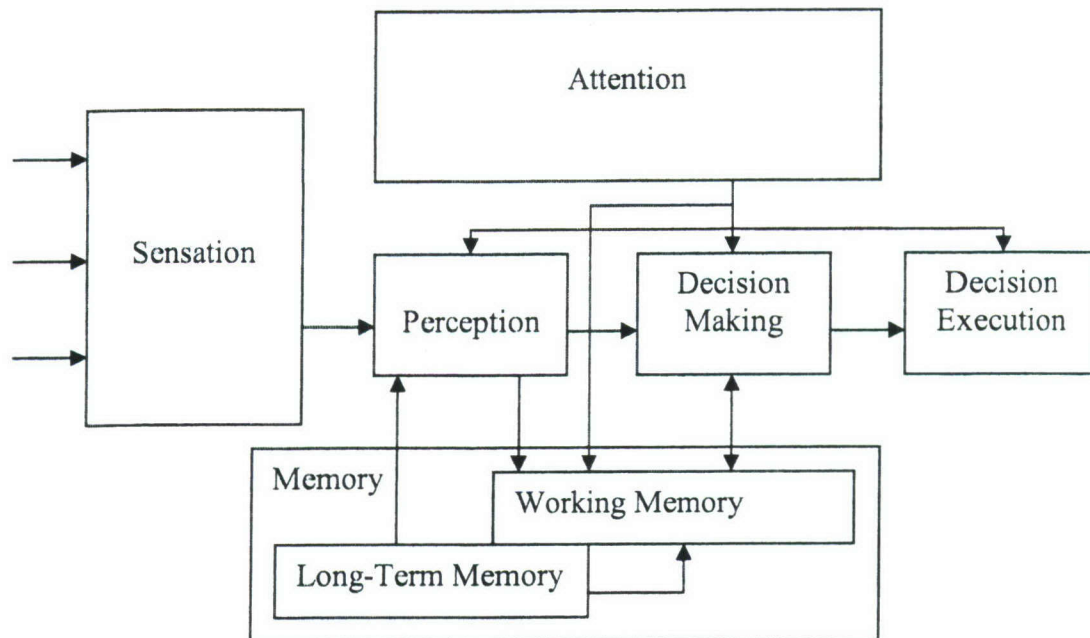 Attention
Sensation
Perception
Decision
Making
Decision
Execution
Memory
Working Memory
Long-Term Memory